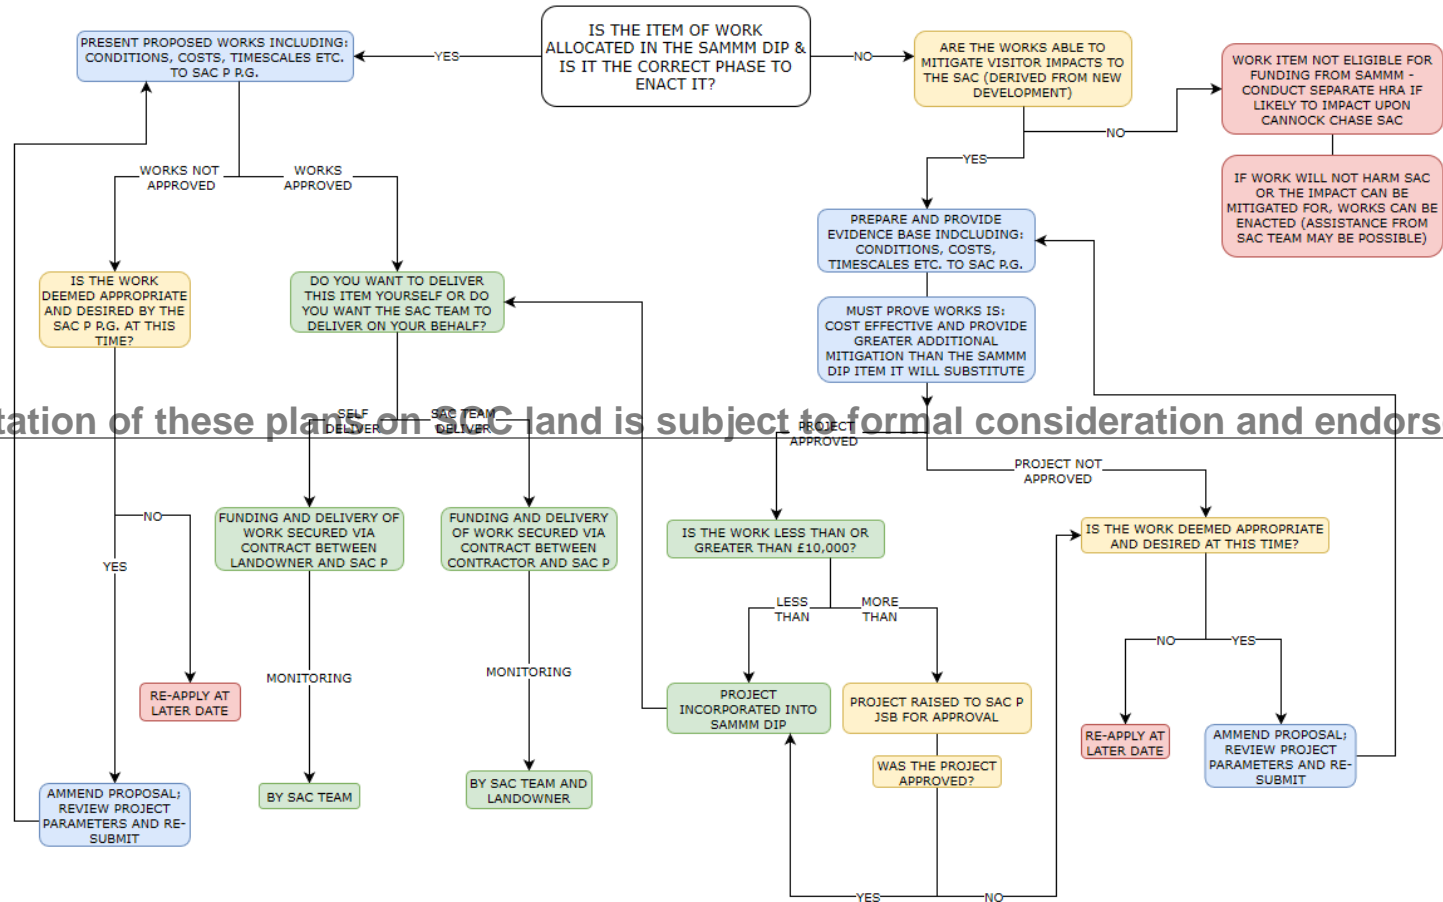 IS THE ITEM OF WORK
ALLOCATED IN THE SAMMM DIP &
IS IT THE CORRECT PHASE TO
ENACT IT?
YES
NO
PRESENT PROPOSED WORKS INCLUDING:
CONDITIONS, COSTS, TIMESCALES ETC.
TO SAC P P.G.
ARE THE WORKS ABLE TO
MITIGATE VISITOR IMPACTS TO
THE SAC (DERIVED FROM NEW
DEVELOPMENT)
WORK ITEM NOT ELIGIBLE FOR
FUNDING FROM SAMMM -
CONDUCT SEPARATE HRA IF
LIKELY TO IMPACT UPON
CANNOCK CHASE SAC
NO
YES
IF WORK WILL NOT HARM SAC
OR THE IMPACT CAN BE
MITIGATED FOR, WORKS CAN BE
ENACTED (ASSISTANCE FROM
SAC TEAM MAY BE POSSIBLE)
WORKS NOT
APPROVED
WORKS
APPROVED
PREPARE AND PROVIDE
EVIDENCE BASE INDCLUDING:
CONDITIONS, COSTS,
TIMESCALES ETC. TO SAC P.G.
IS THE WORK
DEEMED APPROPRIATE
AND DESIRED BY THE
SAC P P.G. AT THIS
TIME?
DO YOU WANT TO DELIVER
THIS ITEM YOURSELF OR DO
YOU WANT THE SAC TEAM TO
DELIVER ON YOUR BEHALF?
MUST PROVE WORKS IS:
COST EFFECTIVE AND PROVIDE
GREATER ADDITIONAL
MITIGATION THAN THE SAMMM
DIP ITEM IT WILL SUBSTITUTE
tation of these plans on SCC land is subject to formal consideration and endors
SELF
DELIVER
SAC TEAM
DELIVER
PROJECT
APPROVED
PROJECT NOT
APPROVED
FUNDING AND DELIVERY OF
WORK SECURED VIA
CONTRACT BETWEEN
LANDOWNER AND SAC P
FUNDING AND DELIVERY
OF WORK SECURED VIA
CONTRACT BETWEEN
CONTRACTOR AND SAC P
IS THE WORK LESS THAN OR
GREATER THAN £10,000?
IS THE WORK DEEMED APPROPRIATE
AND DESIRED AT THIS TIME?
NO
YES
LESS
THAN
MORE
THAN
NO
YES
MONITORING
MONITORING
RE-APPLY AT
LATER DATE
PROJECT
INCORPORATED INTO
SAMMM DIP
PROJECT RAISED TO SAC P
JSB FOR APPROVAL
RE-APPLY AT
LATER DATE
AMMEND PROPOSAL;
REVIEW PROJECT
PARAMETERS AND RE-
SUBMIT
WAS THE PROJECT
APPROVED?
AMMEND PROPOSAL;
REVIEW PROJECT
PARAMETERS AND RE-
SUBMIT
BY SAC TEAM
BY SAC TEAM AND
LANDOWNER
YES
NO